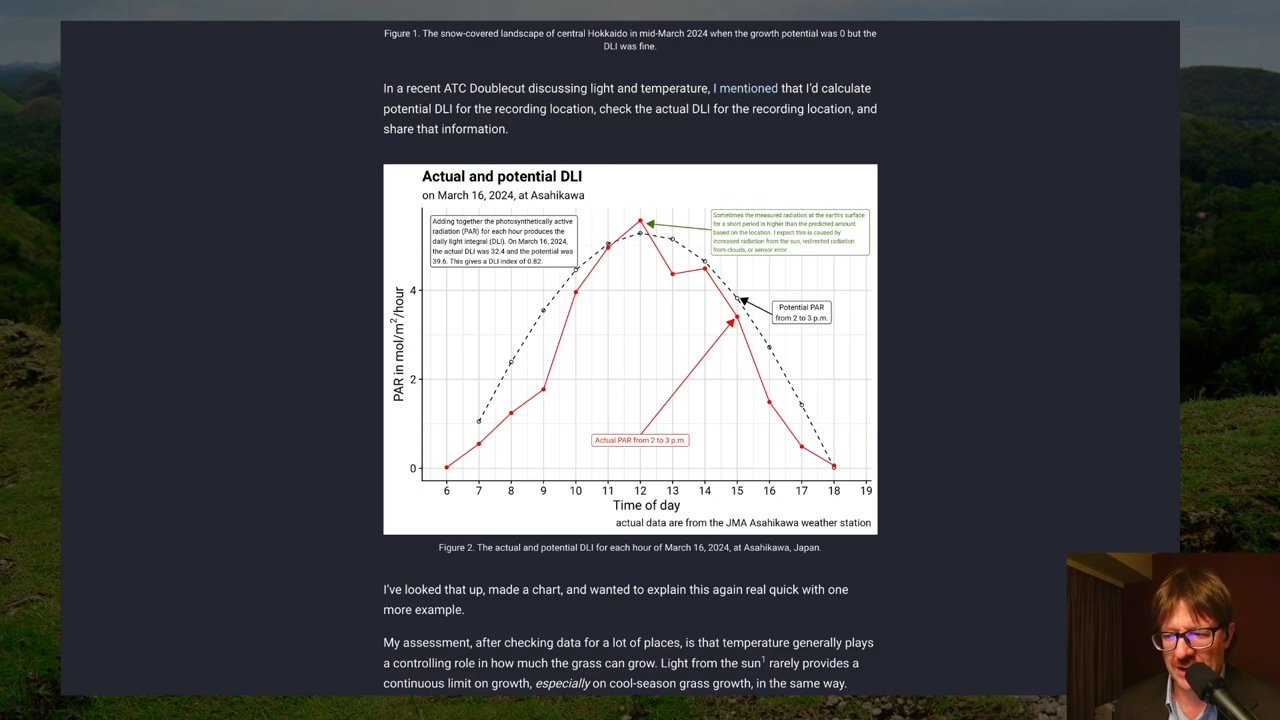 Figure 1. The snow-covered landscape of central Hokkaido in mid-March 2024 when the growth potential was 0 but the
DLI was fine.
In a recent ATC Doublecut discussing light and temperature, I mentioned that I'd calculate
potential DLI for the recording location, check the actual DLI for the recording location, and
share that information.
Actual and potential DLI
on March 16, 2024, at Asahikawa
Adding together the photosynthetically active
radiation (PAR) for each hour produces the
daily light integral (DLI). On March 16, 2024,
the actual DLI was 32.4 and the potential was
39.6. This gives a DLI index of 0.82.
Sometimes the measured radiation at the earth's surface
for a short period is higher than the predicted amount
based on the location. I expect this is caused by
increased radiation from the sun, redirected radiation
from clouds, or sensor error.
Potential PAR
from 2 to 3 p.m.
Actual PAR from 2 to 3 p.m.
PAR in mol/m²/hour
4
2
0
6 7 8 9 10 11 12 13 14 15 16 17 18 19
Time of day
actual data are from the JMA Asahikawa weather station
Figure 2. The actual and potential DLI for each hour of March 16, 2024, at Asahikawa, Japan.
I've looked that up, made a chart, and wanted to explain this again real quick with one
more example.
My assessment, after checking data for a lot of places, is that temperature generally plays
a controlling role in how much the grass can grow. Light from the sun¹ rarely provides a
continuous limit on growth, especially on cool-season grass growth, in the same way.